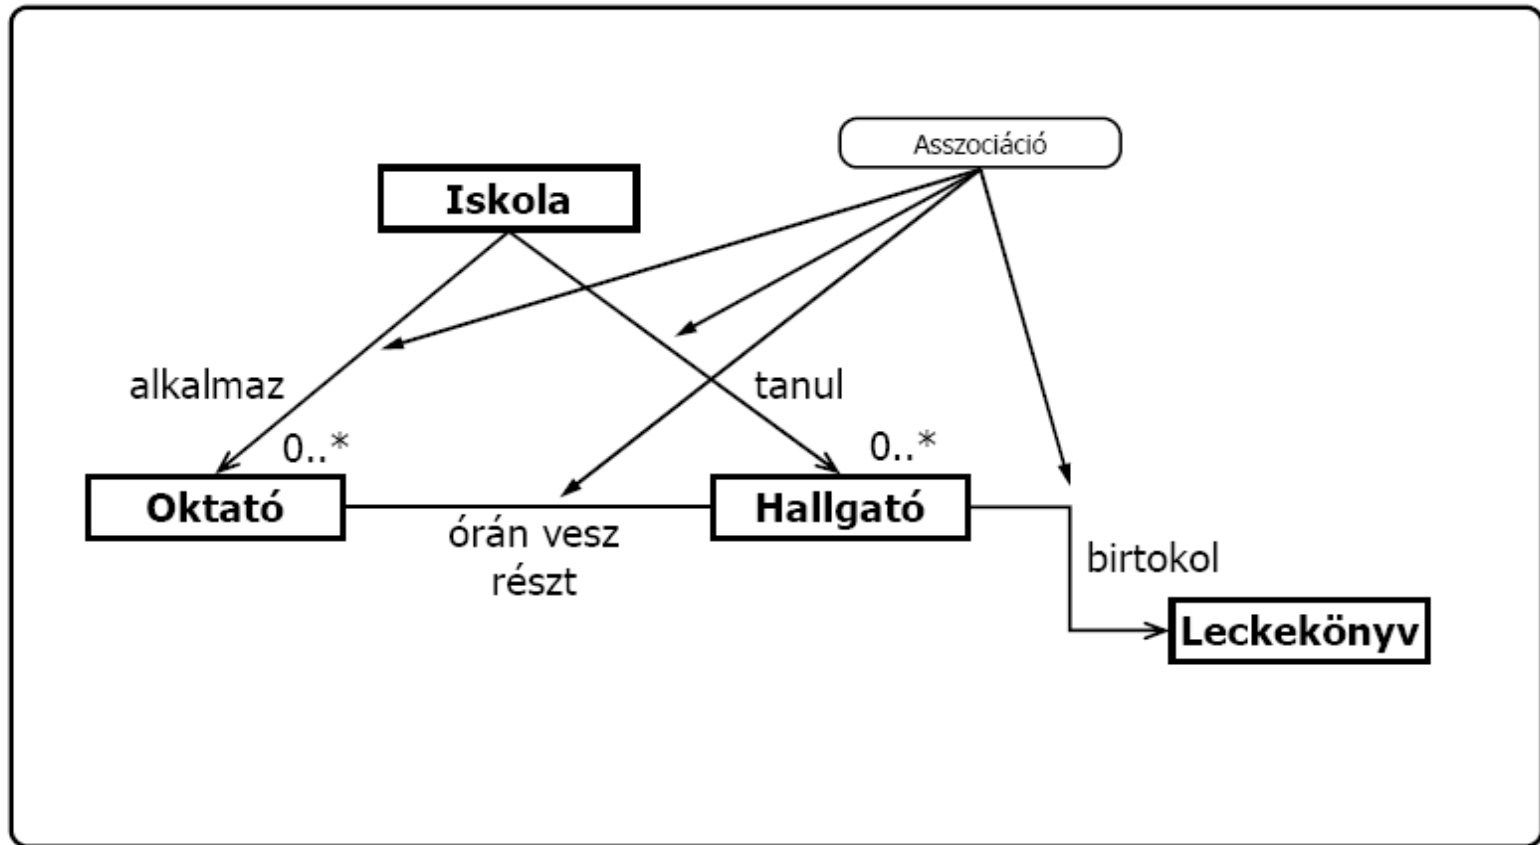 Asszociáció
Iskola
alkalmaz
tanul
0..*
0..*
Oktató
Hallgató
órán vesz
részt
birtokol
Leckekönyv